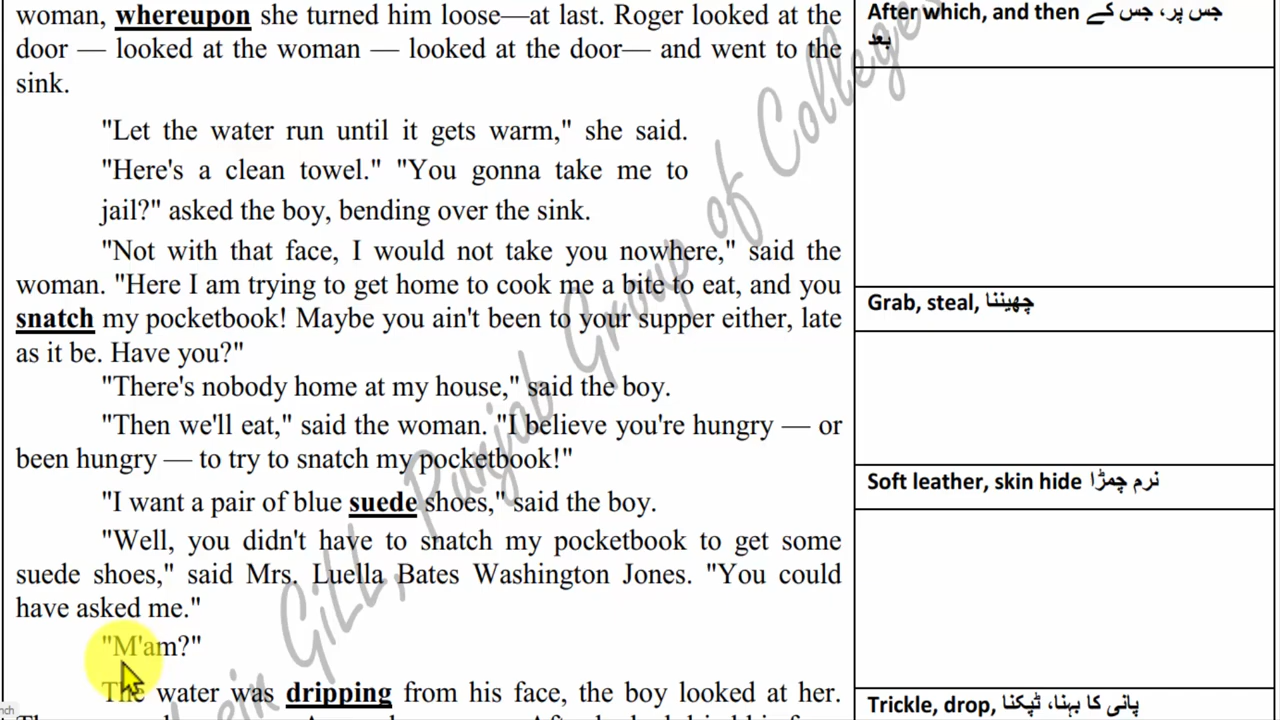 woman, whereupon she turned him loose—at last. Roger looked at the
door — looked at the woman — looked at the door— and went to the
sink.
"Let the water run until it gets warm," she said.
"Here's a clean towel." "You gonna take me to
jail?" asked the boy, bending over the sink.
"Not with that face, I would not take you nowhere," said the
woman. "Here I am trying to get home to cook me a bite to eat, and you
snatch my pocketbook! Maybe you ain't been to your supper either, late
as it be. Have you?"
"There's nobody home at my house," said the boy.
"Then we'll eat," said the woman. "I believe you're hungry — or
been hungry — to try to snatch my pocketbook!"
"I want a pair of blue suede shoes," said the boy.
"Well, you didn't have to snatch my pocketbook to get some
suede shoes," said Mrs. Luella Bates Washington Jones. "You could
have asked me."
"M'am?"
The water was dripping from his face, the boy looked at her.
After which, and then جس پر، جس کے
بعد
Grab, steal, چھیننا
Soft leather, skin hide نرم چمڑا
Trickle, drop, پانی کا بہنا، ٹپکنا
Gill, Punjab Group of Colleges